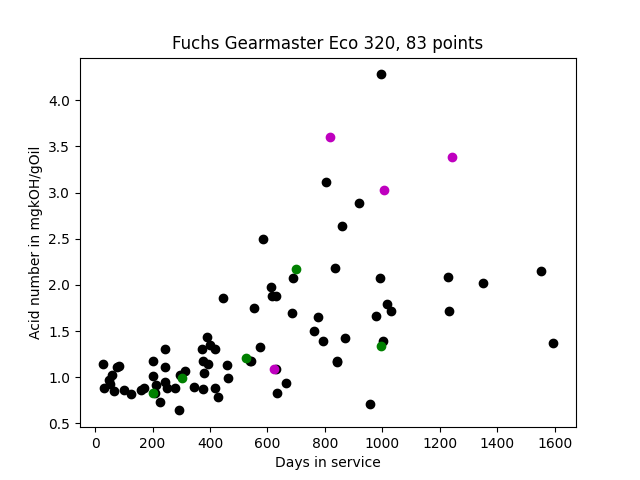 Fuchs Gearmaster Eco 320, 83 points
Acid number in mgkOH/gOil
4.0
3.5
3.0
2.5
2.0
1.5
1.0
0.5
0 200 400 600 800 1000 1200 1400 1600
Days in service